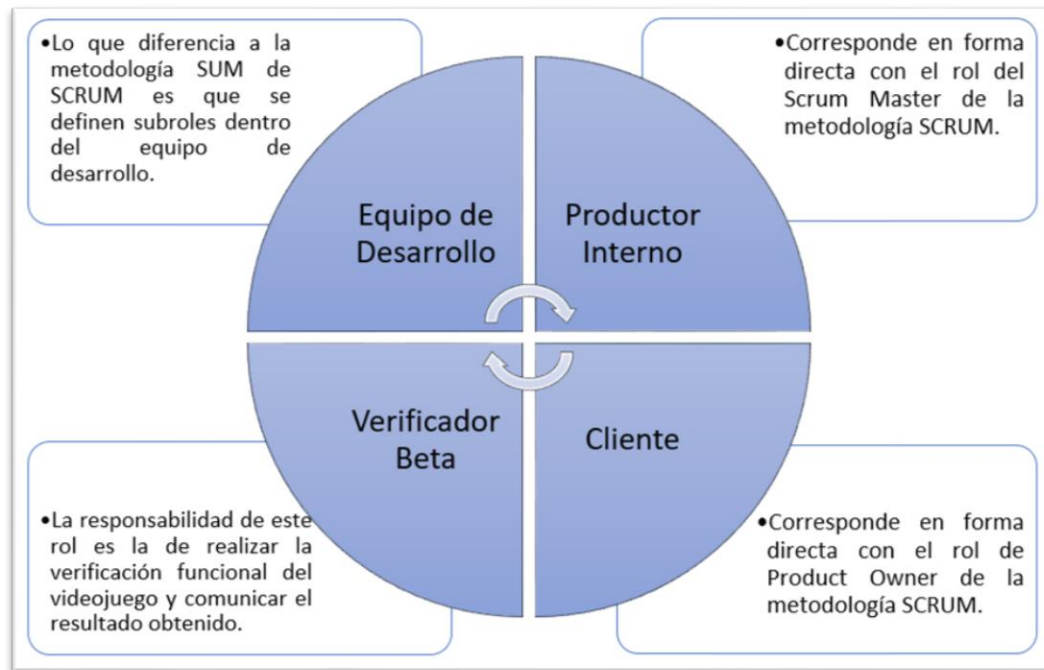 •Lo que diferencia a la
metodología SUM de
SCRUM es que se
definen subroles dentro
del equipo de
desarrollo.
•Corresponde en forma
directa con el rol del
Scrum Master de la
metodología SCRUM.
Equipo de
Desarrollo
Productor
Interno
Verificador
Beta
Cliente
•La responsabilidad de este
rol es la de realizar la
verificación funcional del
videojuego y comunicar el
resultado obtenido.
•Corresponde en forma
directa con el rol de
Product Owner de la
metodología SCRUM.